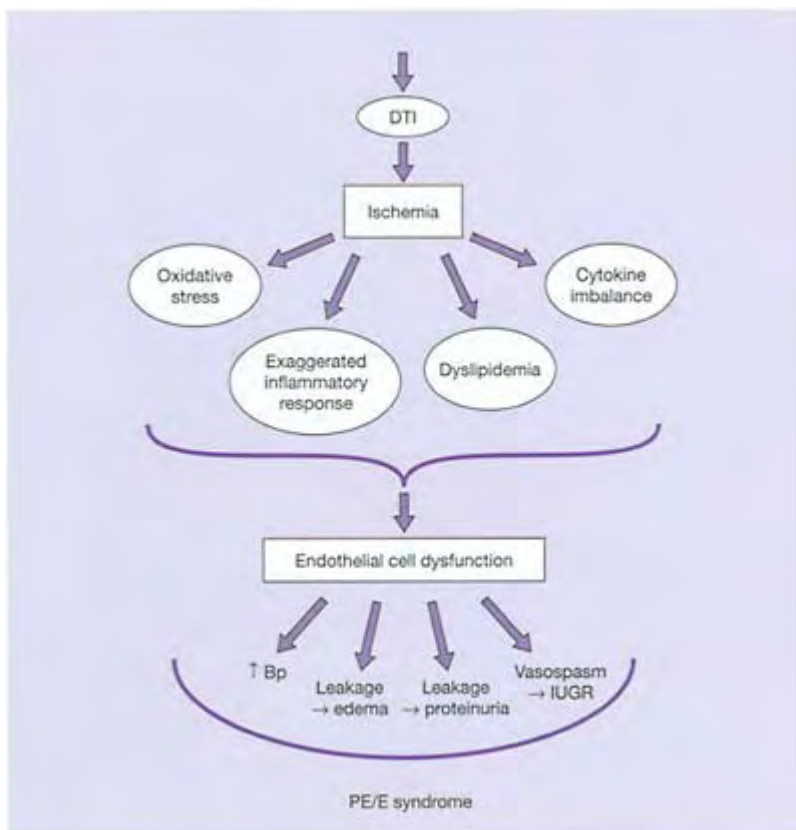 DTI
Ischemia
Oxidative
stress
Cytokine
imbalance
Exaggerated
inflammatory
response
Dyslipidemia
Endothelial cell dysfunction
↑ Bp
Leakage
→ edema
Leakage
→ proteinuria
Vasospasm
→ IUGR
PE/E syndrome